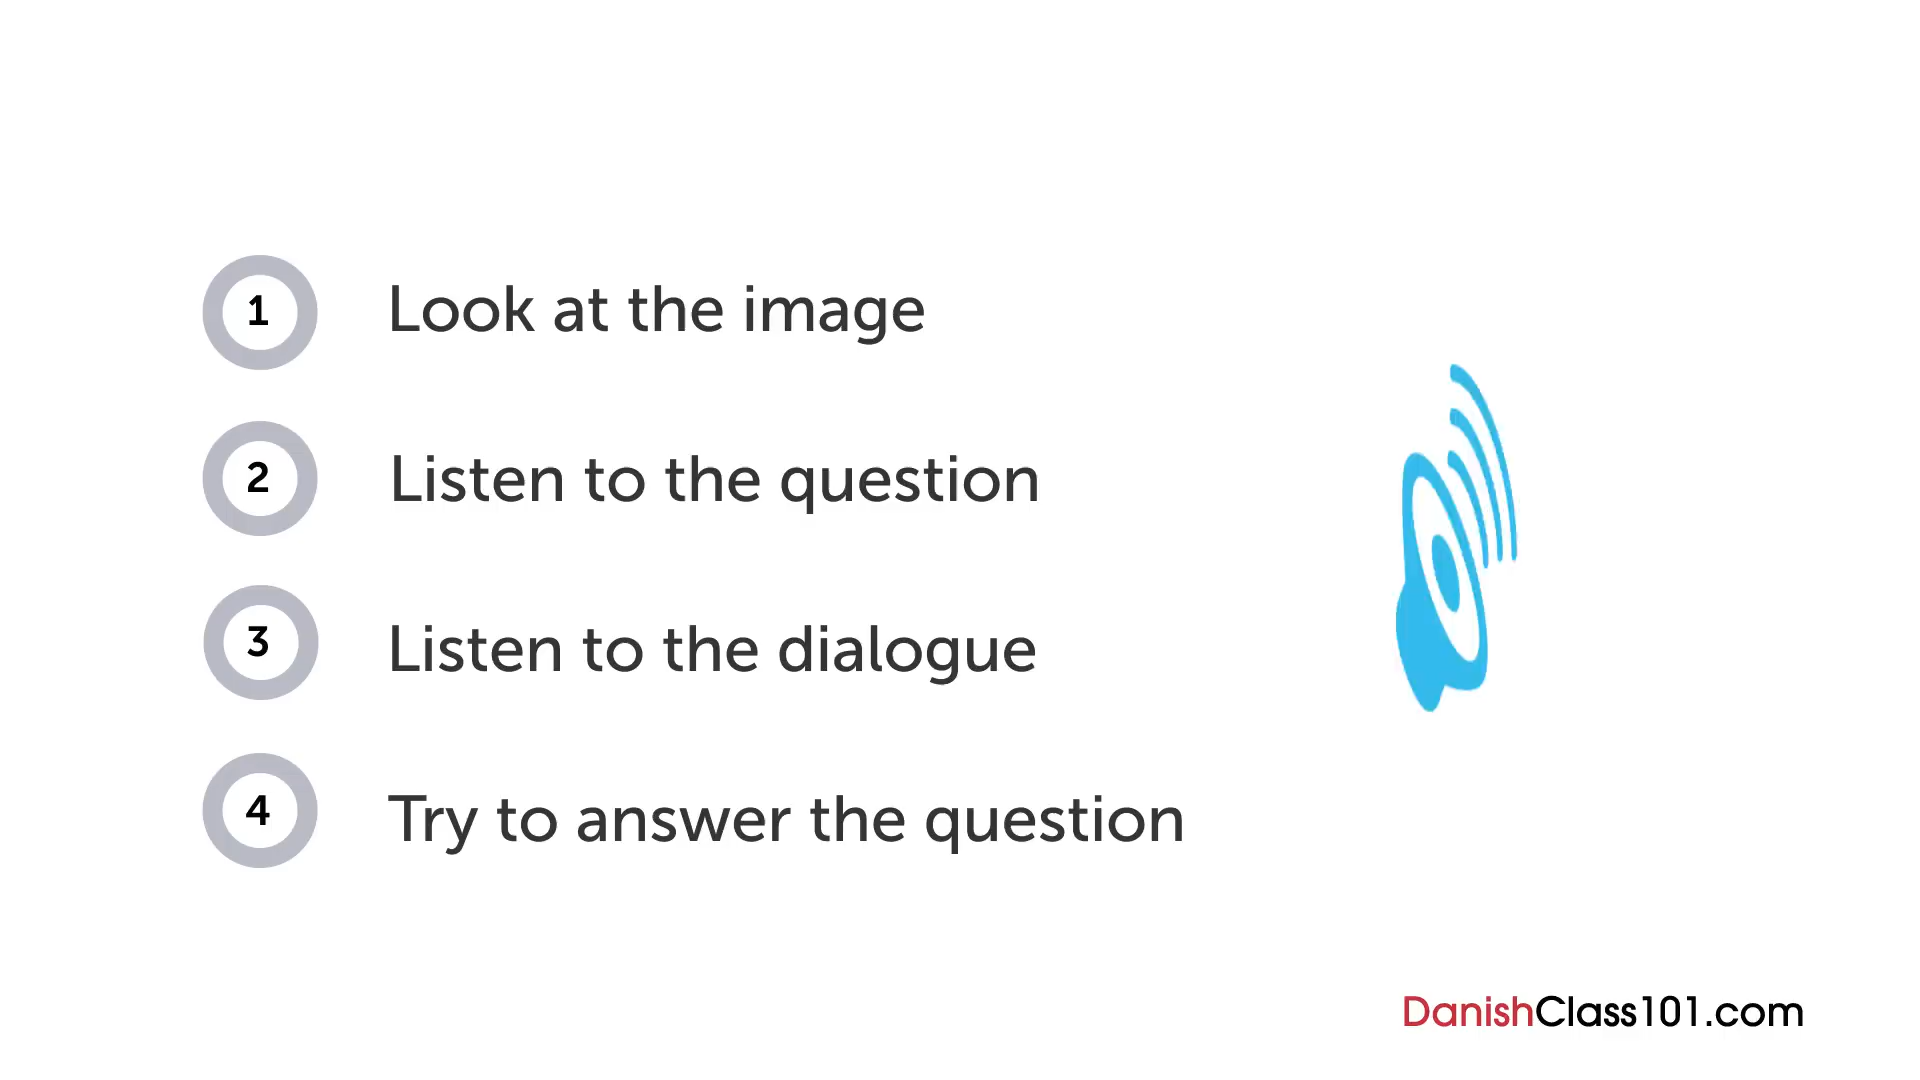 1 Look at the image
2 Listen to the question
3 Listen to the dialogue
4 Try to answer the question
DanishClass101.com